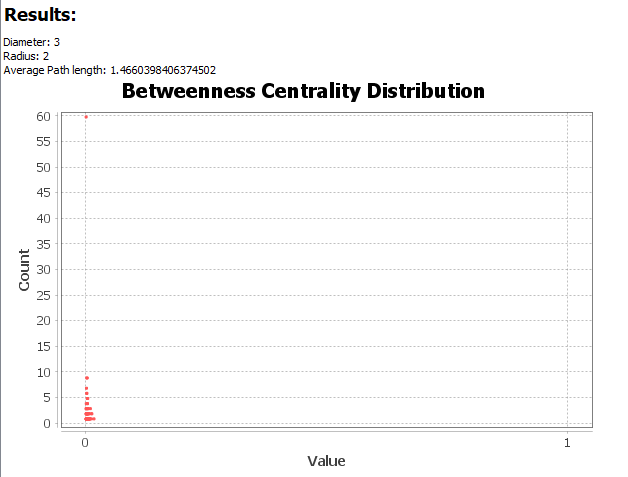 Results:
Diameter: 3
Radius: 2
Average Path length: 1.4660398406374502
Betweenness Centrality Distribution
60
55
50
45
40
35
30
25
20
15
10
5
0
Count
0
1
Value